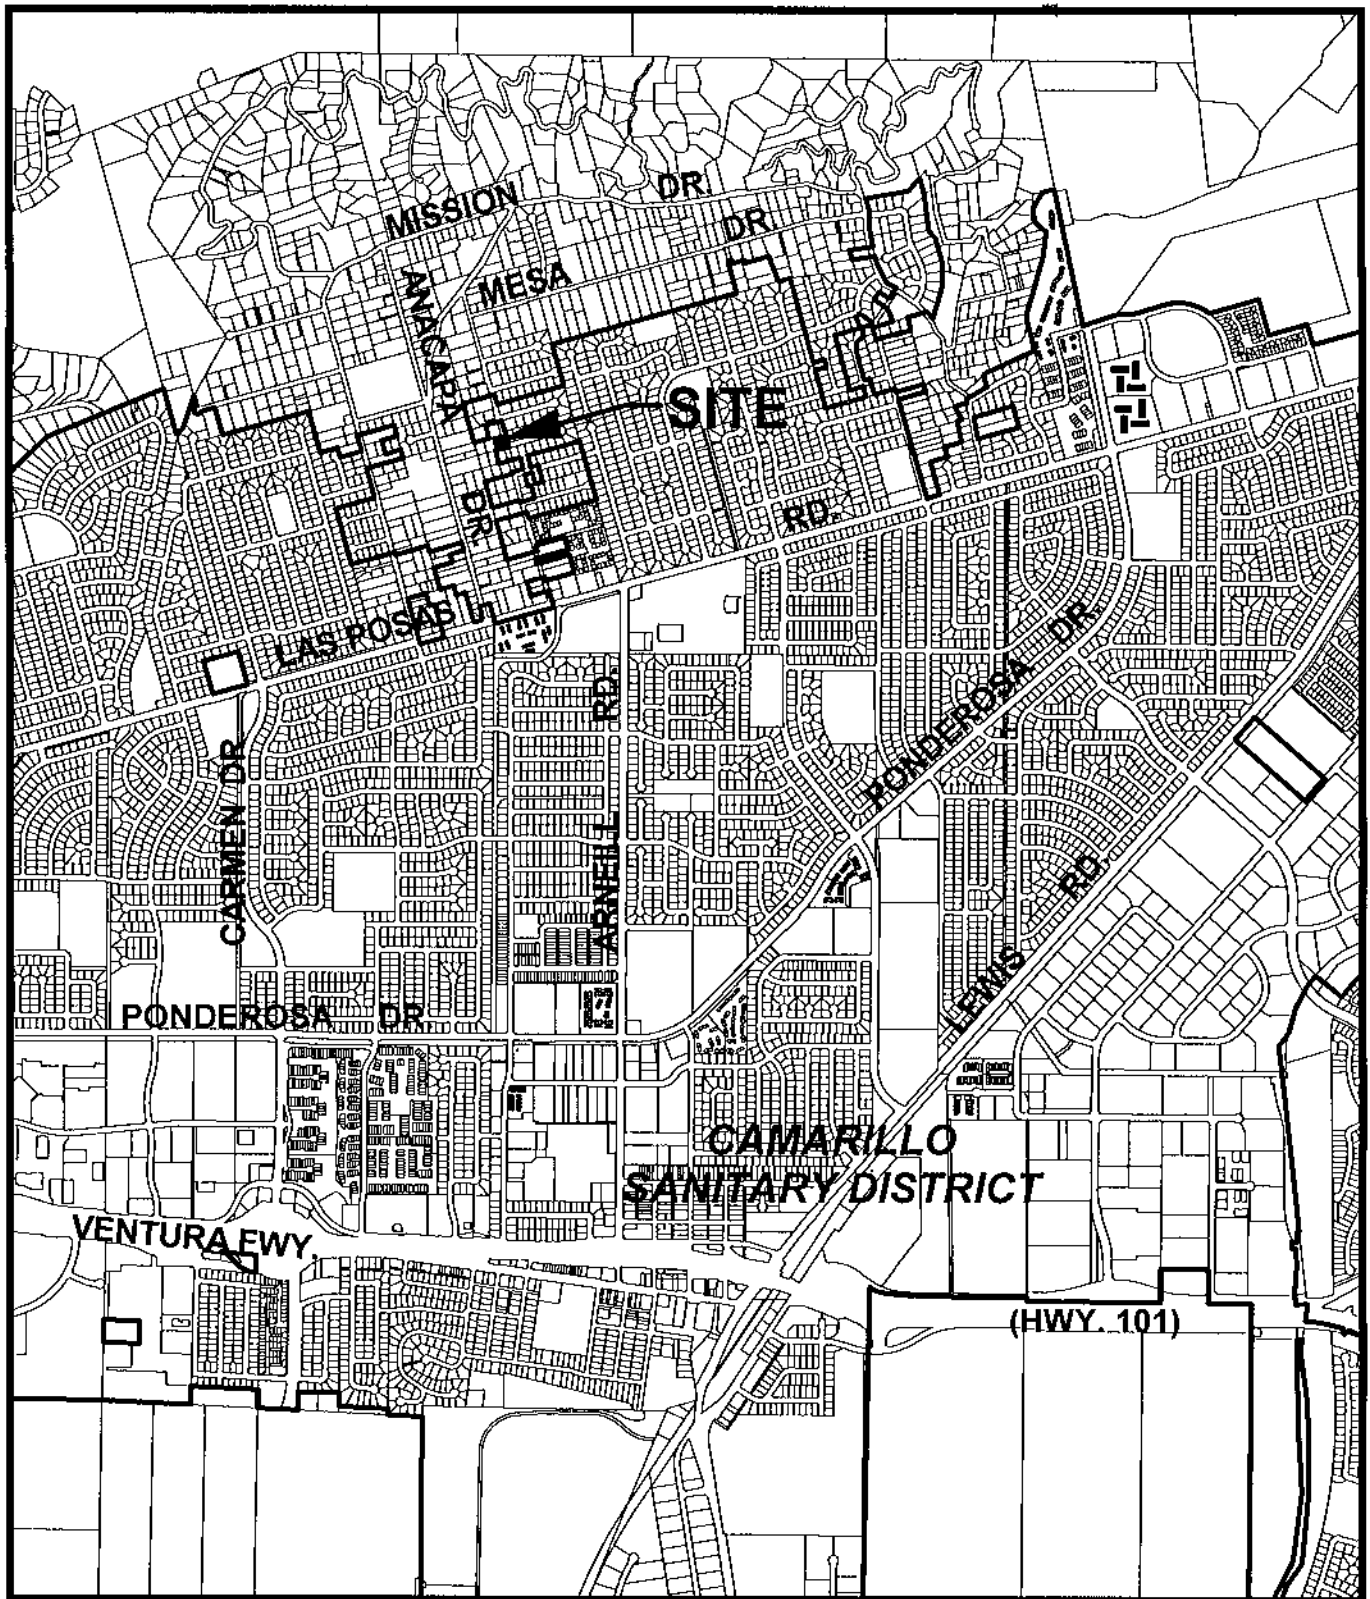 MISSION DR.
MESA DR.
ANACAPA DR.
SITE
LAS POSAS RD.
CARMEN DR
ARNEILL RD.
PONDEROSA DR.
LEWIS RD.
PONDEROSA DR.
CAMARILLO
SANITARY DISTRICT
VENTURA FWY.
(HWY. 101)